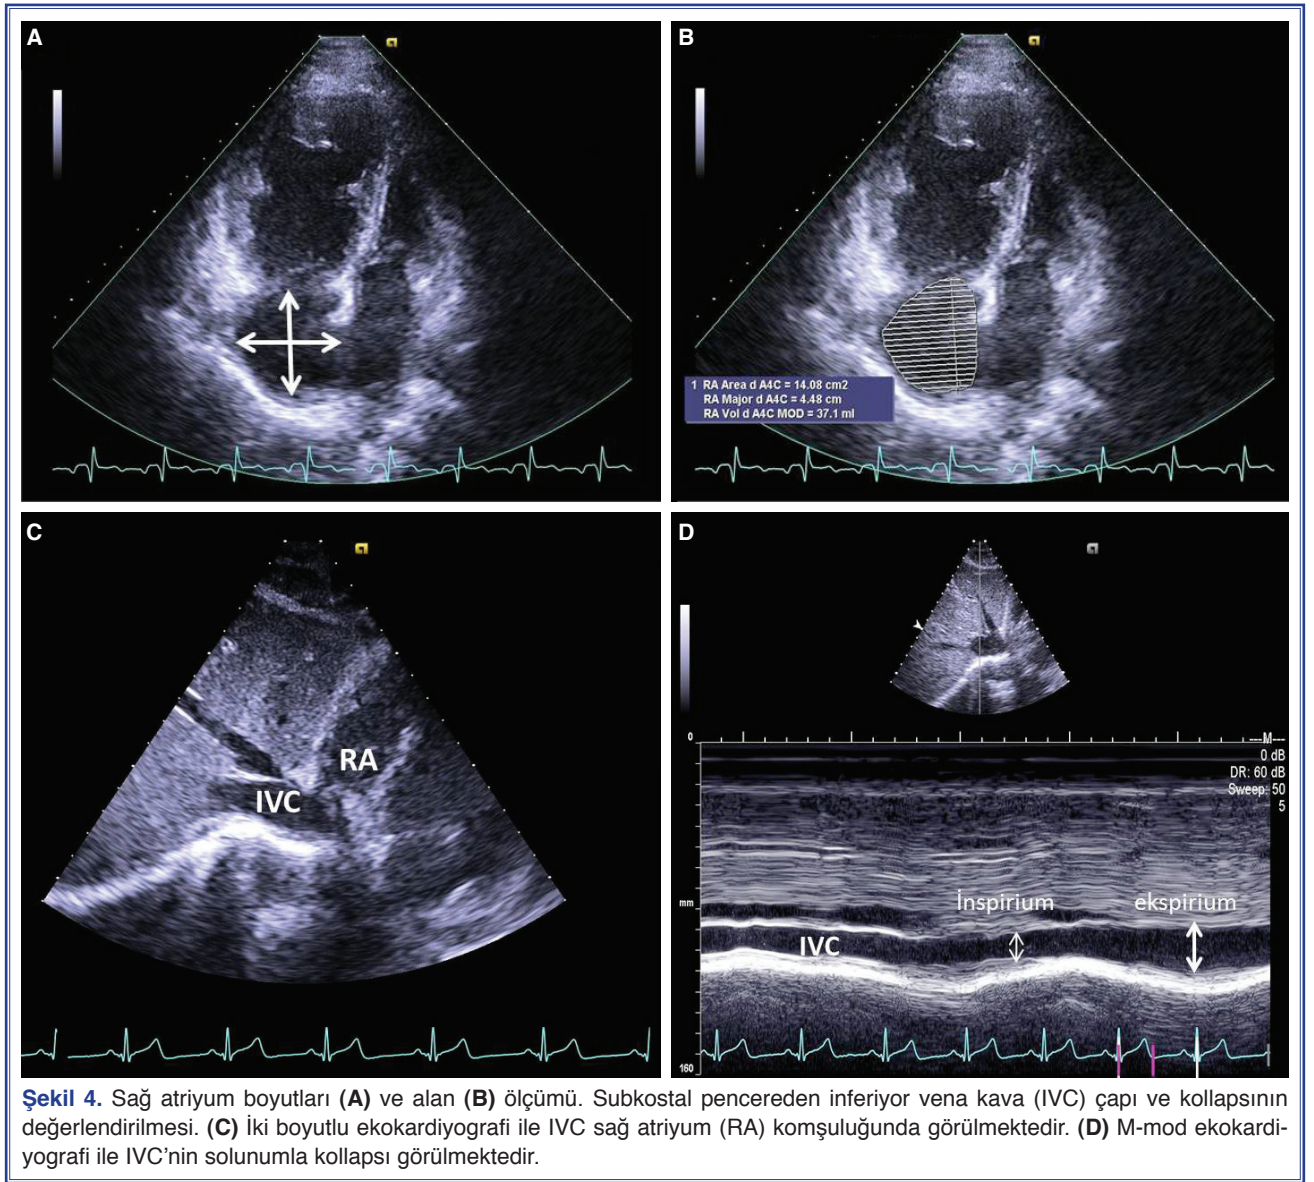 A
B
1 RA Area d A4C = 14.08 cm2
RA Major d A4C = 4.48 cm
RA Vol d A4C MOD = 37.1 ml
C
RA
IVC
D
0
---M---
0 dB
DR: 60 dB
Sweep: 50
5
mm
İnspirium
ekspirium
IVC
160
Şekil 4. Sağ atriyum boyutları (A) ve alan (B) ölçümü. Subkostal pencereden inferiyor vena kava (IVC) çapı ve kollapsının
değerlendirilmesi. (C) İki boyutlu ekokardiyografi ile IVC sağ atriyum (RA) komşuluğunda görülmektedir. (D) M-mod ekokardi-
yografi ile IVC'nin solunumla kollapsı görülmektedir.